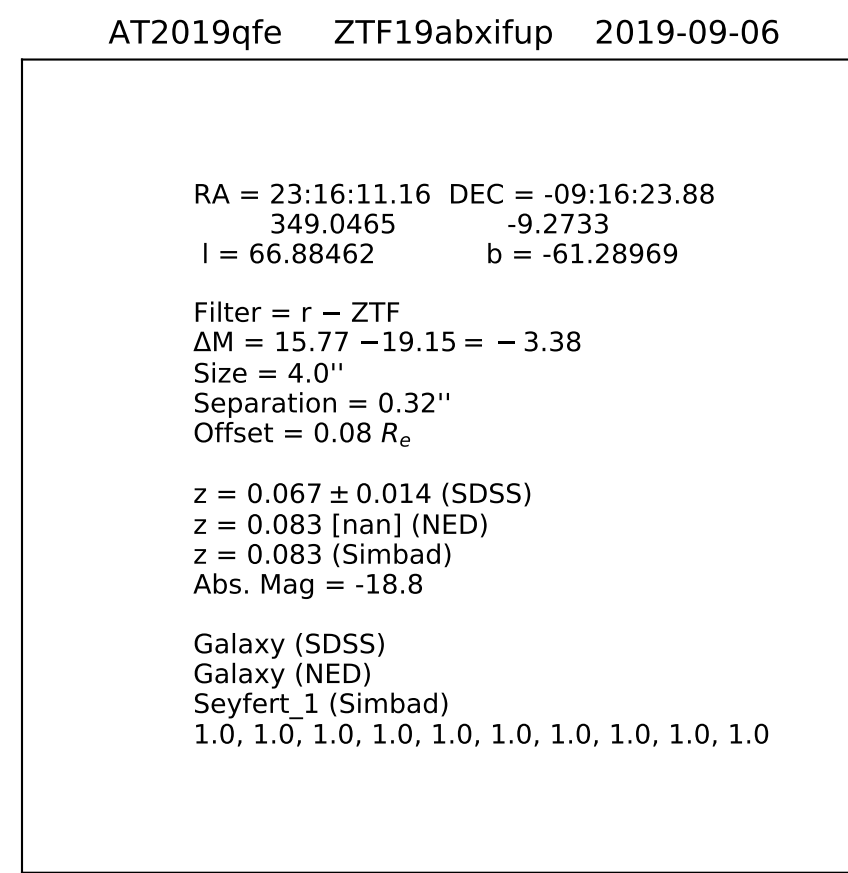 AT2019qfe ZTF19abxifup 2019-09-06
RA = 23:16:11.16 DEC = -09:16:23.88
349.0465 -9.2733
l = 66.88462 b = -61.28969
Filter = r − ZTF
ΔM = 15.77 −19.15 = − 3.38
Size = 4.0''
Separation = 0.32''
Offset = 0.08 Rₑ
z = 0.067 ± 0.014 (SDSS)
z = 0.083 [nan] (NED)
z = 0.083 (Simbad)
Abs. Mag = -18.8
Galaxy (SDSS)
Galaxy (NED)
Seyfert_1 (Simbad)
1.0, 1.0, 1.0, 1.0, 1.0, 1.0, 1.0, 1.0, 1.0, 1.0